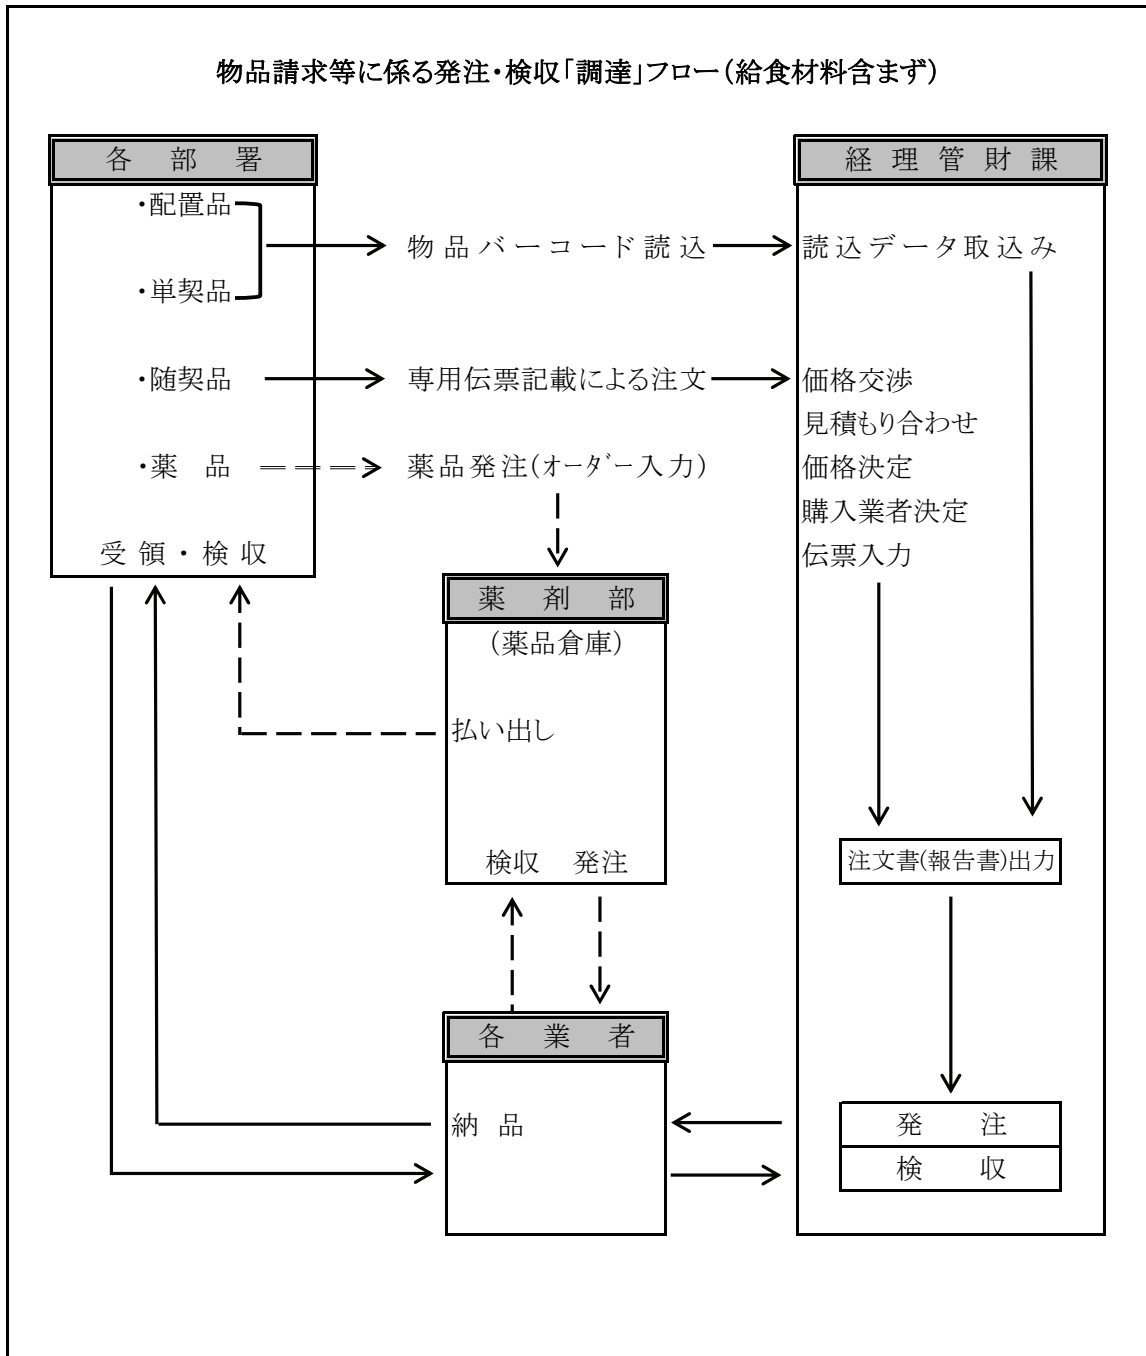 物品請求等に係る発注・検収「調達」フロー(給食材料含まず)
各部署
経理管財課
・配置品
物品バーコード読込
読込データ取込み
・単契品
・随契品
専用伝票記載による注文
価格交渉
見積もり合わせ
・薬品
薬品発注(オーダー入力)
価格決定
購入業者決定
受領・検収
伝票入力
薬剤部
(薬品倉庫)
払い出し
検収 発注
注文書(報告書)出力
各業者
納品
発注
検収